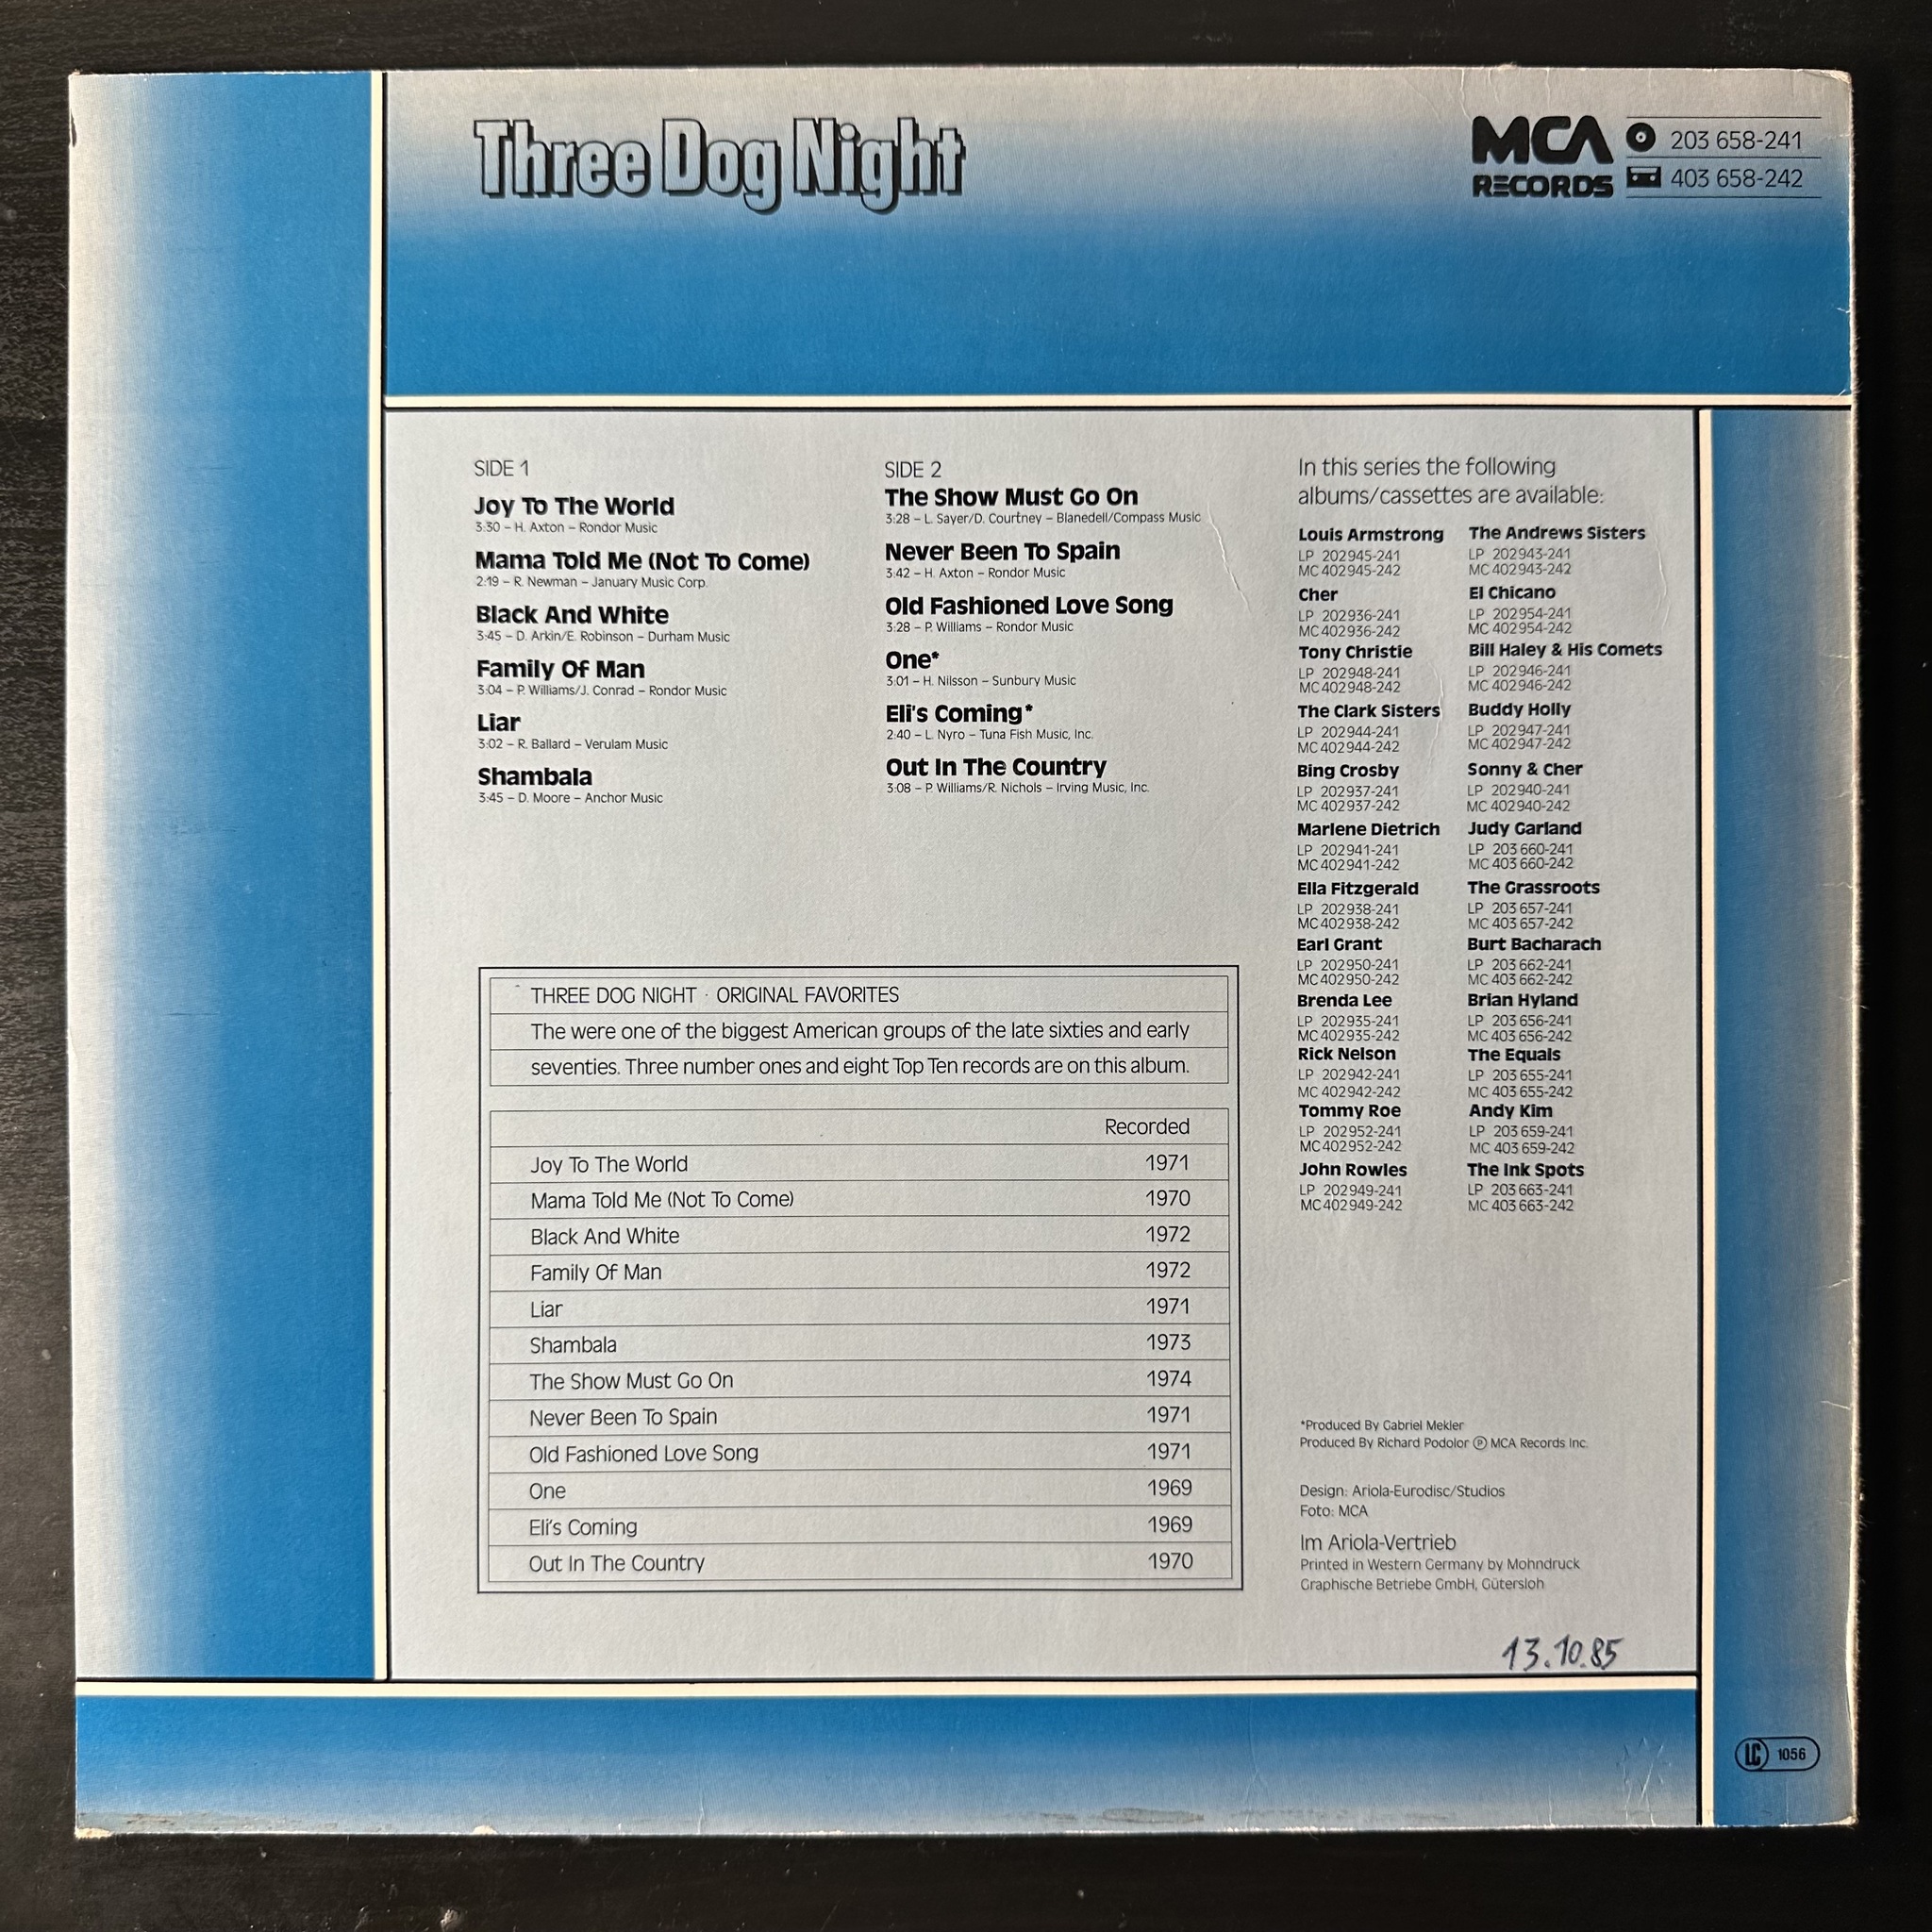 Three Dog Night
MCA RECORDS
203 658-241
403 658-242
SIDE 1
Joy To The World
3:30 – H. Axton – Rondor Music
Mama Told Me (Not To Come)
2:19 – R. Newman – January Music Corp.
Black And White
3:45 – D. Arkin/E. Robinson – Durham Music
Family Of Man
3:04 – P. Williams/J. Conrad – Rondor Music
Liar
3:02 – R. Ballard – Verulam Music
Shambala
3:45 – D. Moore – Anchor Music
SIDE 2
The Show Must Go On
3:28 – L. Sayer/D. Courtney – Blanedell/Compass Music
Never Been To Spain
3:42 – H. Axton – Rondor Music
Old Fashioned Love Song
3:28 – P. Williams – Rondor Music
One*
3:01 – H. Nilsson – Sunbury Music
Eli's Coming*
2:40 – L. Nyro – Tuna Fish Music, Inc.
Out In The Country
3:08 – P. Williams/R. Nichols – Irving Music, Inc.
THREE DOG NIGHT · ORIGINAL FAVORITES
The were one of the biggest American groups of the late sixties and early
seventies. Three number ones and eight Top Ten records are on this album.
Recorded
Joy To The World 1971
Mama Told Me (Not To Come) 1970
Black And White 1972
Family Of Man 1972
Liar 1971
Shambala 1973
The Show Must Go On 1974
Never Been To Spain 1971
Old Fashioned Love Song 1971
One 1969
Eli's Coming 1969
Out In The Country 1970
In this series the following
albums/cassettes are available:
Louis Armstrong
LP 202945-241
MC 402945-242
Cher
LP 202936-241
MC 402936-242
Tony Christie
LP 202948-241
MC 402948-242
The Clark Sisters
LP 202944-241
MC 402944-242
Bing Crosby
LP 202937-241
MC 402937-242
Marlene Dietrich
LP 202941-241
MC 402941-242
Ella Fitzgerald
LP 202938-241
MC 402938-242
Earl Grant
LP 202950-241
MC 402950-242
Brenda Lee
LP 202935-241
MC 402935-242
Rick Nelson
LP 202942-241
MC 402942-242
Tommy Roe
LP 202952-241
MC 402952-242
John Rowles
LP 202949-241
MC 402949-242
The Andrews Sisters
LP 202943-241
MC 402943-242
El Chicano
LP 202954-241
MC 402954-242
Bill Haley & His Comets
LP 202946-241
MC 402946-242
Buddy Holly
LP 202947-241
MC 402947-242
Sonny & Cher
LP 202940-241
MC 402940-242
Judy Garland
LP 203 660-241
MC 403 660-242
The Grassroots
LP 203 657-241
MC 403 657-242
Burt Bacharach
LP 203 662-241
MC 403 662-242
Brian Hyland
LP 203 656-241
MC 403 656-242
The Equals
LP 203 655-241
MC 403 655-242
Andy Kim
LP 203 659-241
MC 403 659-242
The Ink Spots
LP 203 663-241
MC 403 663-242
*Produced By Gabriel Mekler
Produced By Richard Podolor ℗ MCA Records Inc.
Design: Ariola-Eurodisc/Studios
Foto: MCA
Im Ariola-Vertrieb
Printed in Western Germany by Mohndruck
Graphische Betriebe GmbH, Gütersloh
13.10.85
LC 1056